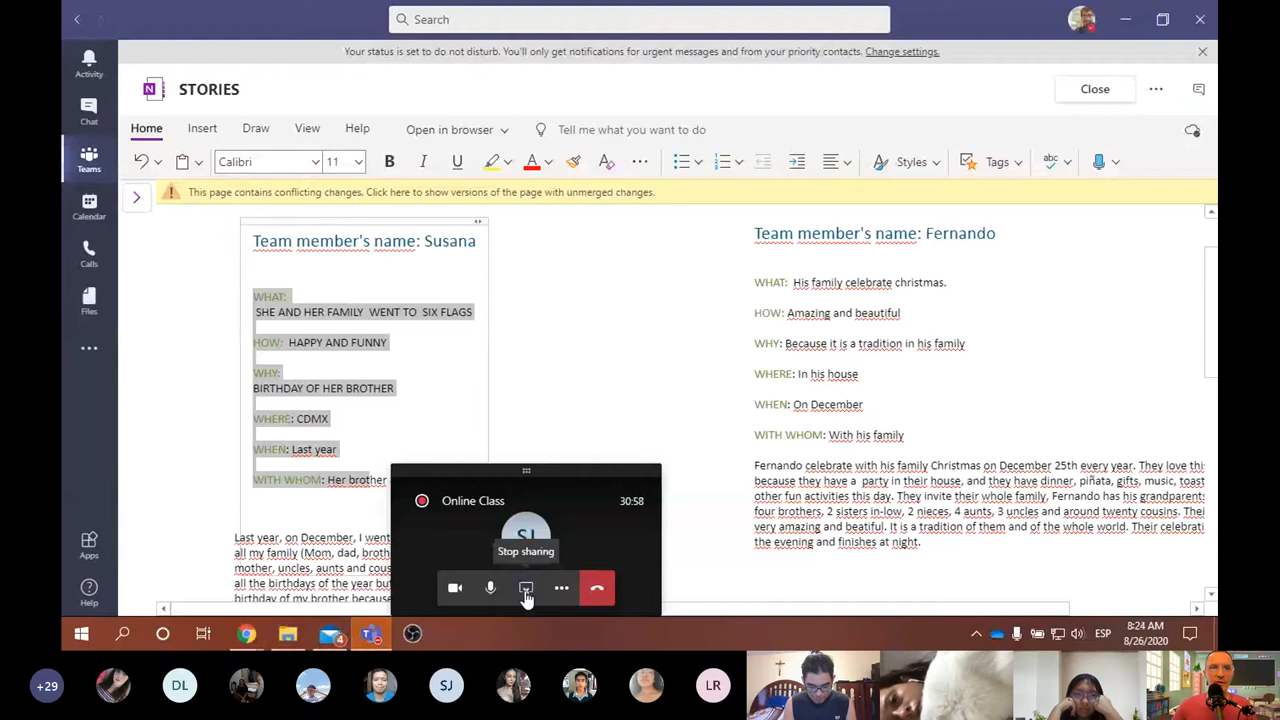 Search
Your status is set to do not disturb. You'll only get notifications for urgent messages and from your priority contacts. Change settings.
Activity
Chat
Teams
Calendar
Calls
Files
Apps
Help
N
STORIES
Close
Home
Insert
Draw
View
Help
Open in browser
Tell me what you want to do
Calibri
11
B
I
U
A
A
Styles
Tags
abc
This page contains conflicting changes. Click here to show versions of the page with unmerged changes.
Team member's name: Susana
WHAT:
SHE AND HER FAMILY WENT TO SIX FLAGS
HOW: HAPPY AND FUNNY
WHY:
BIRTHDAY OF HER BROTHER
WHERE: CDMX
WHEN: Last year
WITH WHOM: Her brother
Last year, on December, I went
all my family (Mom, dad, broth
mother, uncles, aunts and cous
all the birthdays of the year but
birthday of my brother because
Team member's name: Fernando
WHAT: His family celebrate christmas.
HOW: Amazing and beautiful
WHY: Because it is a tradition in his family
WHERE: In his house
WHEN: On December
WITH WHOM: With his family
Fernando celebrate with his family Christmas on December 25th every year. They love thi
because they have a party in their house, and they have dinner, piñata, gifts, music, toast
other fun activities this day. They invite their whole family, Fernando has his grandparent
four brothers, 2 sisters in-low, 2 nieces, 4 aunts, 3 uncles and around twenty cousins. Thei
very amazing and beatiful. It is a tradition of them and of the whole world. Their celebrati
the evening and finishes at night.
Online Class
30:58
SJ
Stop sharing
4
ESP
8:24 AM
8/26/2020
+29
DL
SJ
LR